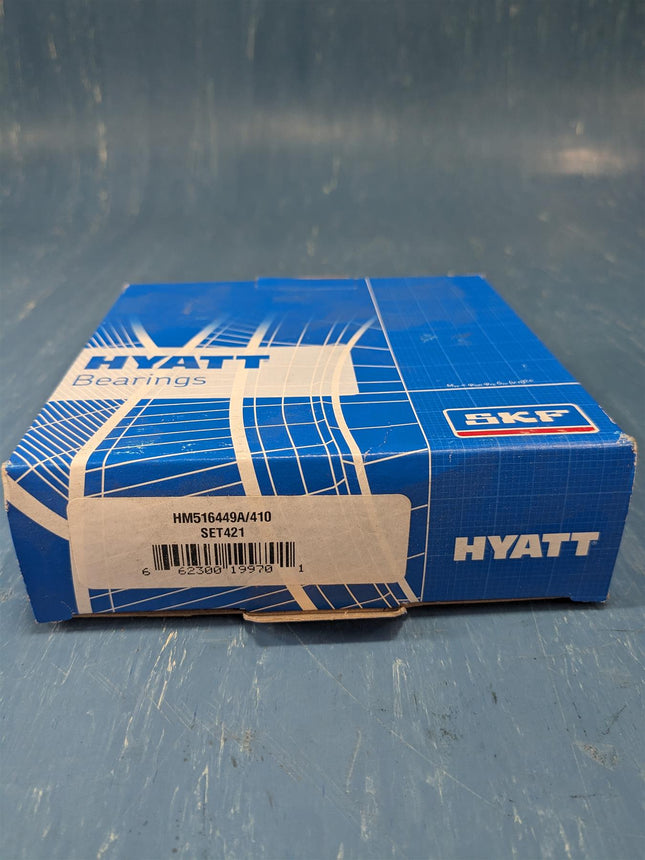 HYATT
Bearings
SKF
HM516449A/410
SET421
6 62300 19970 1
HYATT